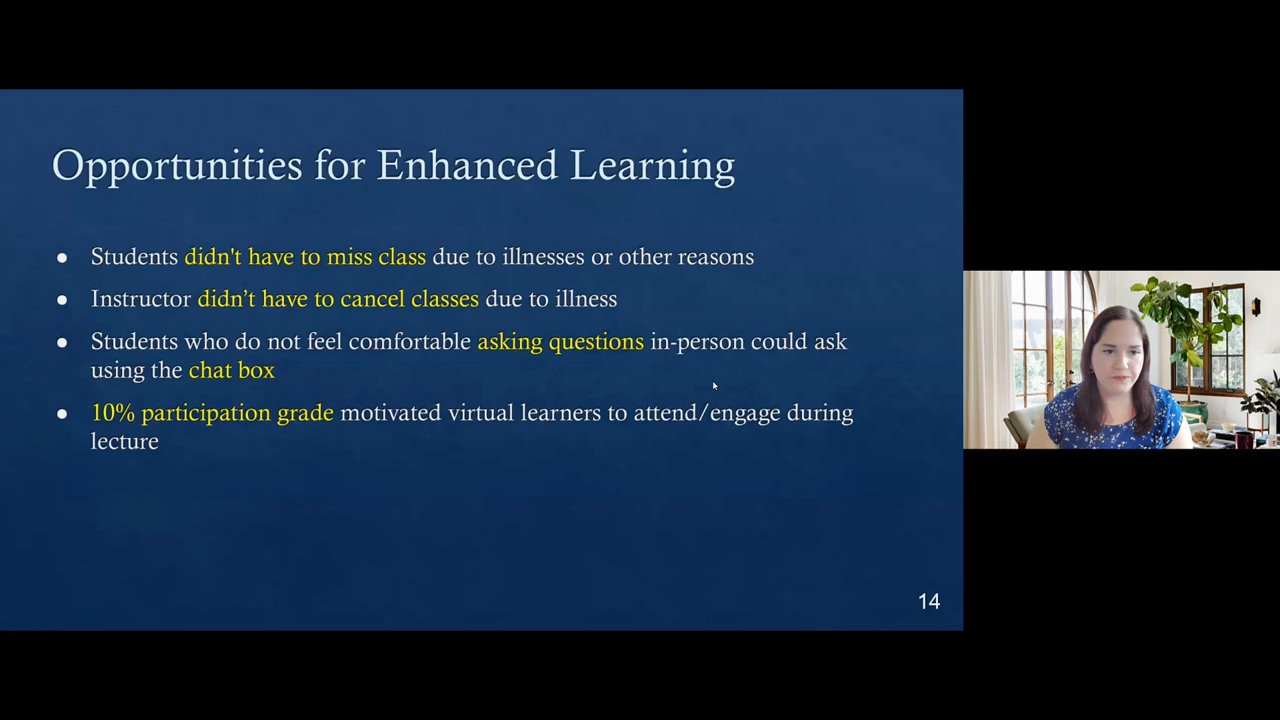 Opportunities for Enhanced Learning
● Students didn't have to miss class due to illnesses or other reasons
● Instructor didn’t have to cancel classes due to illness
● Students who do not feel comfortable asking questions in-person could ask
using the chat box
● 10% participation grade motivated virtual learners to attend/engage during
lecture
14